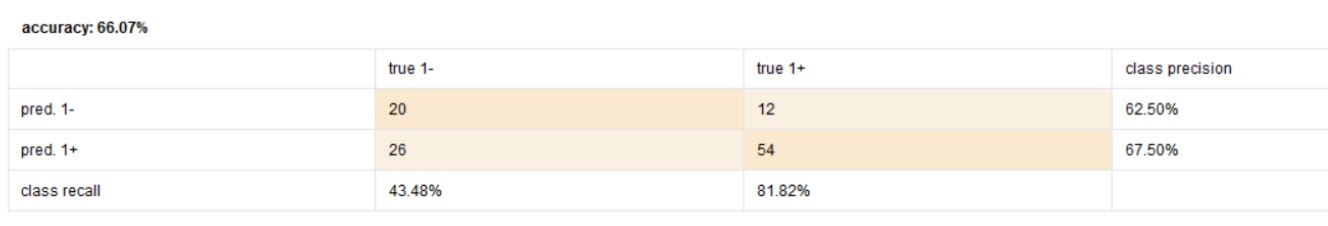 accuracy: 66.07%
true 1- true 1+ class precision
pred. 1- 20 12 62.50%
pred. 1+ 26 54 67.50%
class recall 43.48% 81.82%